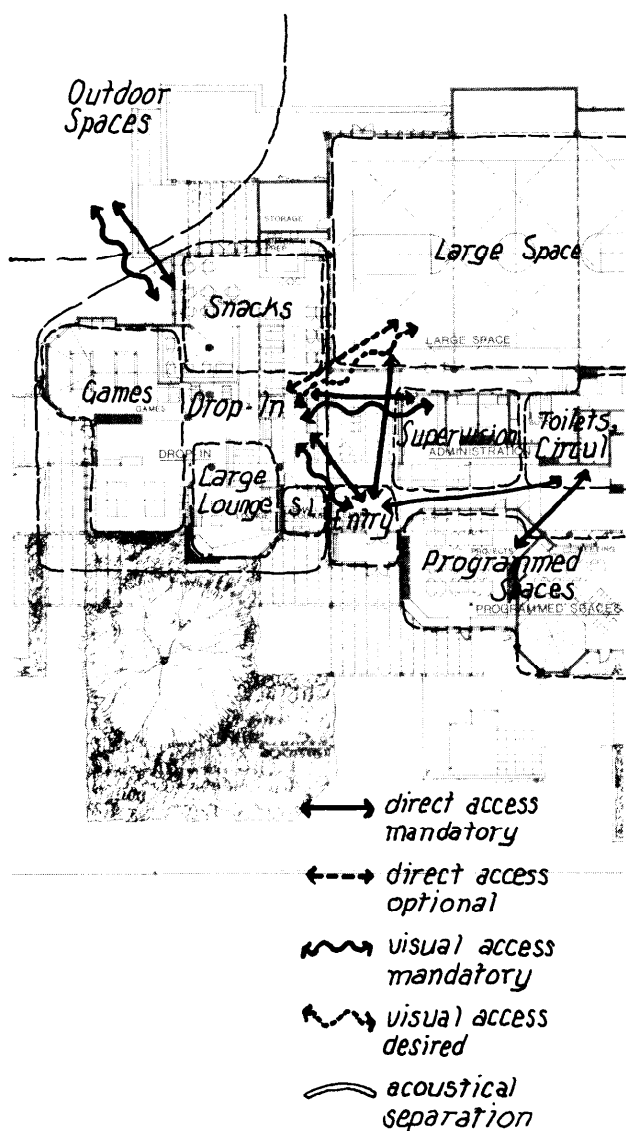 Outdoor
Spaces
STORAGE
Large Space
Snacks
LARGE SPACE
Games
GAMES
Drop-In
Supervision
Toilets,
Circul
ADMINISTRATION
DROP IN
Large
Lounge
S.L.
Entry
PROJECTS
Programmed
Spaces
PROGRAMMED SPACES
direct access
mandatory
direct access
optional
visual access
mandatory
visual access
desired
acoustical
separation